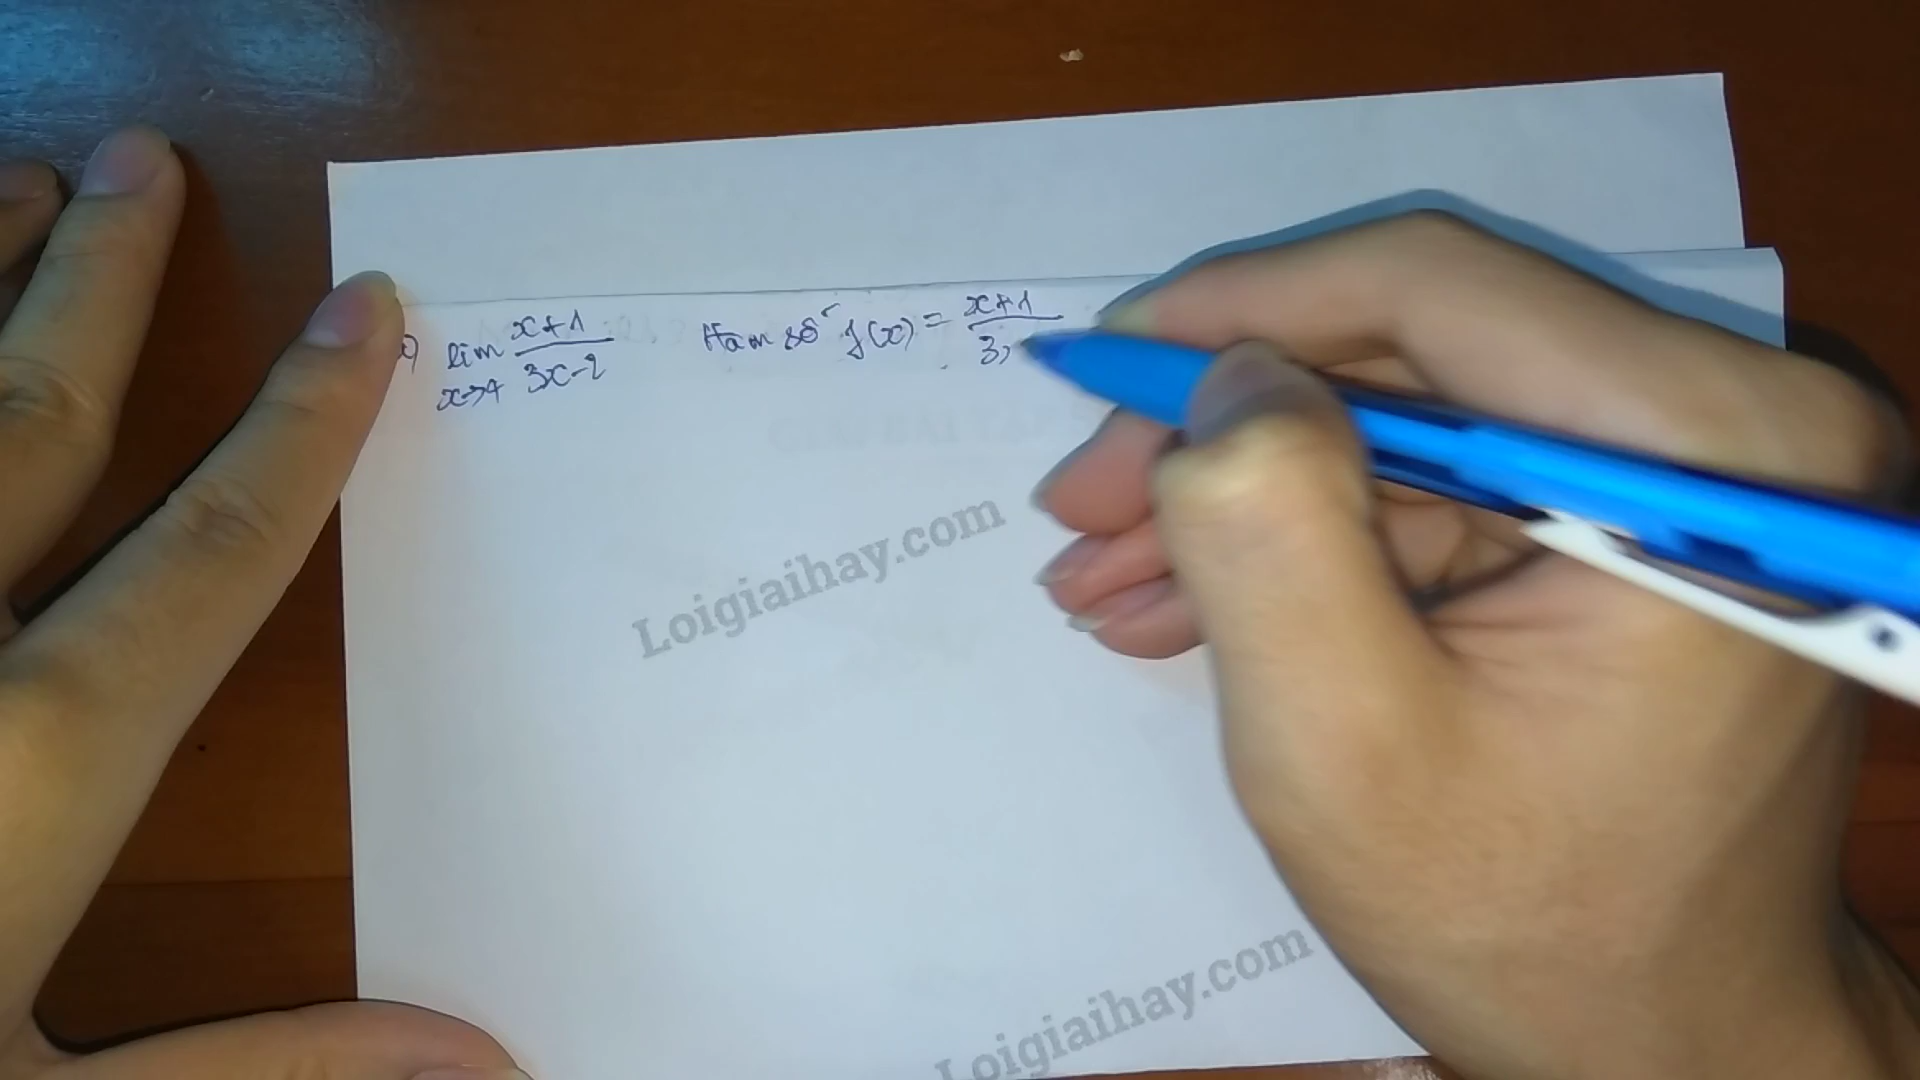 lim x+1 / 3x-2 Hàm số f(x) = x+1 / 3
x→4
Loigiaihay.com
Loigiaihay.com